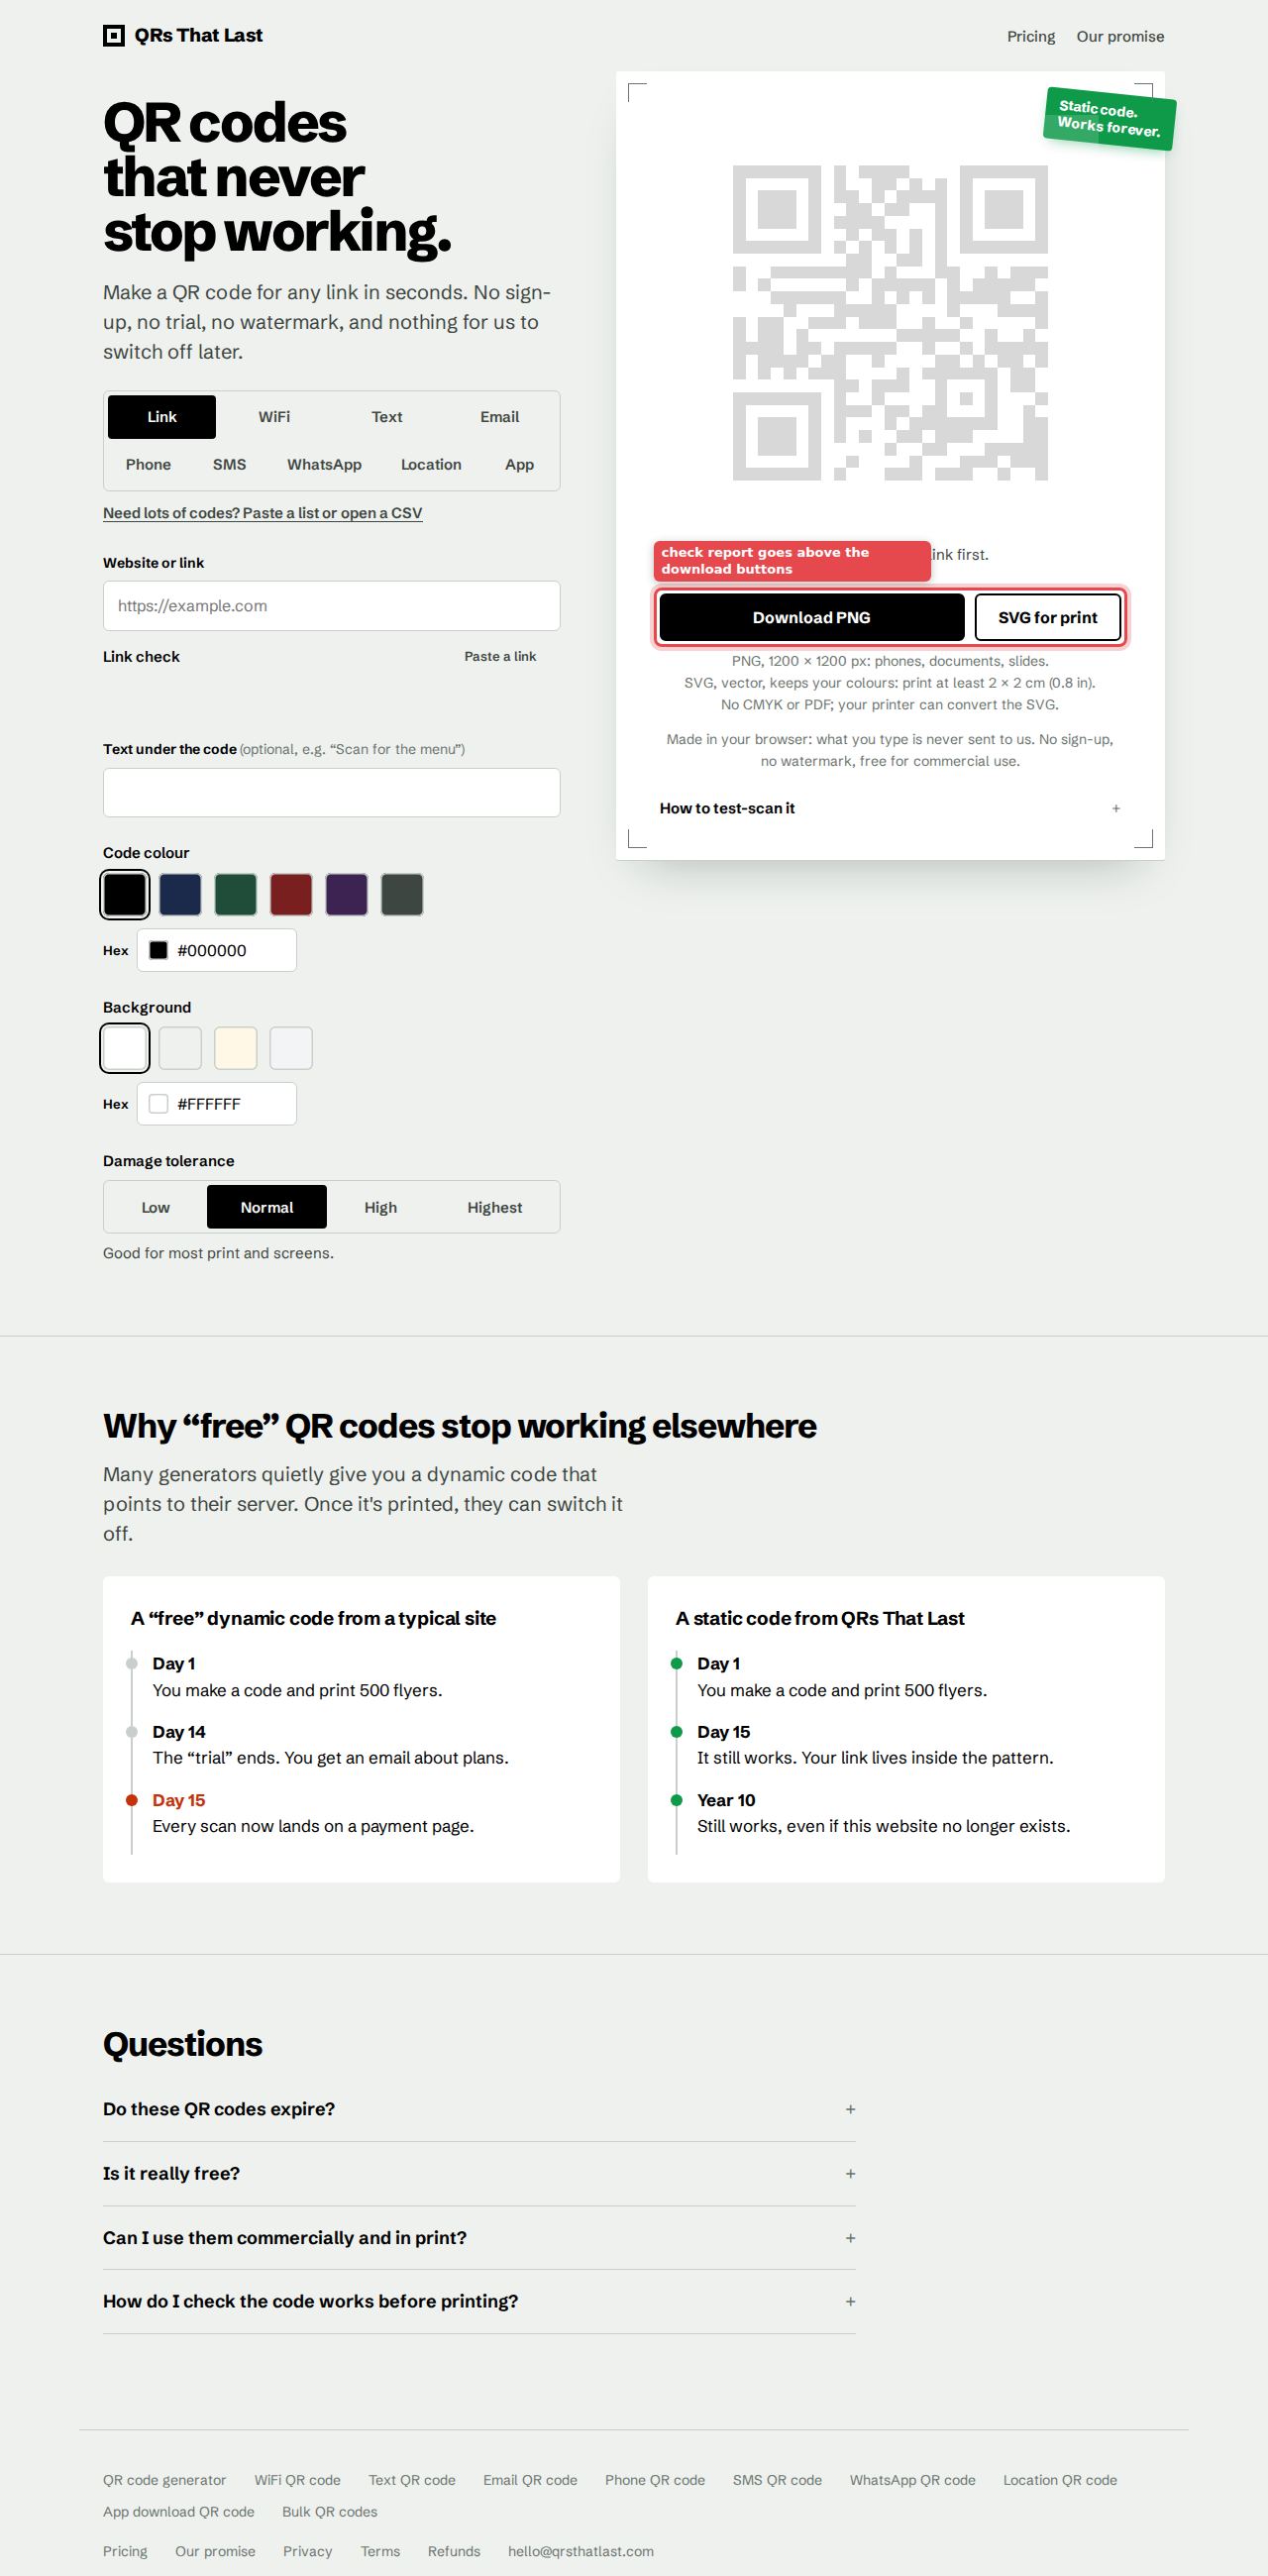 QRs That Last
Pricing
Our promise
QR codes
that never
stop working.
Make a QR code for any link in seconds. No sign-
up, no trial, no watermark, and nothing for us to
switch off later.
Link
WiFi
Text
Email
Phone
SMS
WhatsApp
Location
App
Need lots of codes? Paste a list or open a CSV
Website or link
https://example.com
Link check
Paste a link
Text under the code (optional, e.g. “Scan for the menu”)
Code colour
Hex
#000000
Background
Hex
#FFFFFF
Damage tolerance
Low
Normal
High
Highest
Good for most print and screens.
Static code.
Works forever.
check report goes above the
download buttons
first.
Download PNG
SVG for print
PNG, 1200 × 1200 px: phones, documents, slides.
SVG, vector, keeps your colours: print at least 2 × 2 cm (0.8 in).
No CMYK or PDF; your printer can convert the SVG.
Made in your browser: what you type is never sent to us. No sign-up,
no watermark, free for commercial use.
How to test-scan it
+
Why “free” QR codes stop working elsewhere
Many generators quietly give you a dynamic code that
points to their server. Once it's printed, they can switch it
off.
A “free” dynamic code from a typical site
Day 1
You make a code and print 500 flyers.
Day 14
The “trial” ends. You get an email about plans.
Day 15
Every scan now lands on a payment page.
A static code from QRs That Last
Day 1
You make a code and print 500 flyers.
Day 15
It still works. Your link lives inside the pattern.
Year 10
Still works, even if this website no longer exists.
Questions
Do these QR codes expire?
+
Is it really free?
+
Can I use them commercially and in print?
+
How do I check the code works before printing?
+
QR code generator
WiFi QR code
Text QR code
Email QR code
Phone QR code
SMS QR code
WhatsApp QR code
Location QR code
App download QR code
Bulk QR codes
Pricing
Our promise
Privacy
Terms
Refunds
hello@qrsthatlast.com